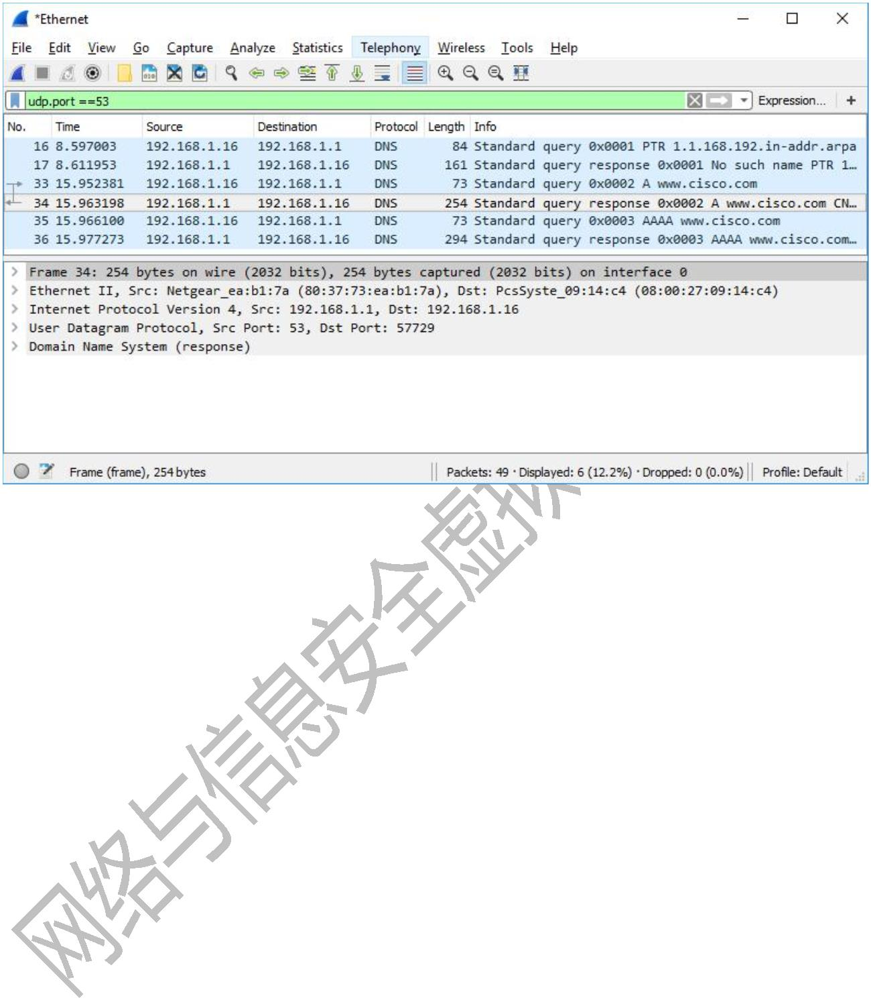 *Ethernet
File Edit View Go Capture Analyze Statistics Telephony Wireless Tools Help
udp.port ==53 Expression... +
No. Time Source Destination Protocol Length Info
16 8.597003 192.168.1.16 192.168.1.1 DNS 84 Standard query 0x0001 PTR 1.1.168.192.in-addr.arpa
17 8.611953 192.168.1.1 192.168.1.16 DNS 161 Standard query response 0x0001 No such name PTR 1…
33 15.952381 192.168.1.16 192.168.1.1 DNS 73 Standard query 0x0002 A www.cisco.com
34 15.963198 192.168.1.1 192.168.1.16 DNS 254 Standard query response 0x0002 A www.cisco.com CN…
35 15.966100 192.168.1.16 192.168.1.1 DNS 73 Standard query 0x0003 AAAA www.cisco.com
36 15.977273 192.168.1.1 192.168.1.16 DNS 294 Standard query response 0x0003 AAAA www.cisco.com…
Frame 34: 254 bytes on wire (2032 bits), 254 bytes captured (2032 bits) on interface 0
Ethernet II, Src: Netgear_ea:b1:7a (80:37:73:ea:b1:7a), Dst: PcsSyste_09:14:c4 (08:00:27:09:14:c4)
Internet Protocol Version 4, Src: 192.168.1.1, Dst: 192.168.1.16
User Datagram Protocol, Src Port: 53, Dst Port: 57729
Domain Name System (response)
Frame (frame), 254 bytes Packets: 49 · Displayed: 6 (12.2%) · Dropped: 0 (0.0%) Profile: Default
网络与信息安全虚拟